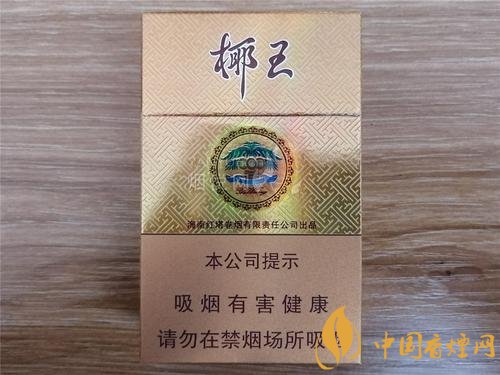 椰王
海南红塔卷烟有限责任公司出品
本公司提示
吸烟有害健康
请勿在禁烟场所吸
中国香烟网